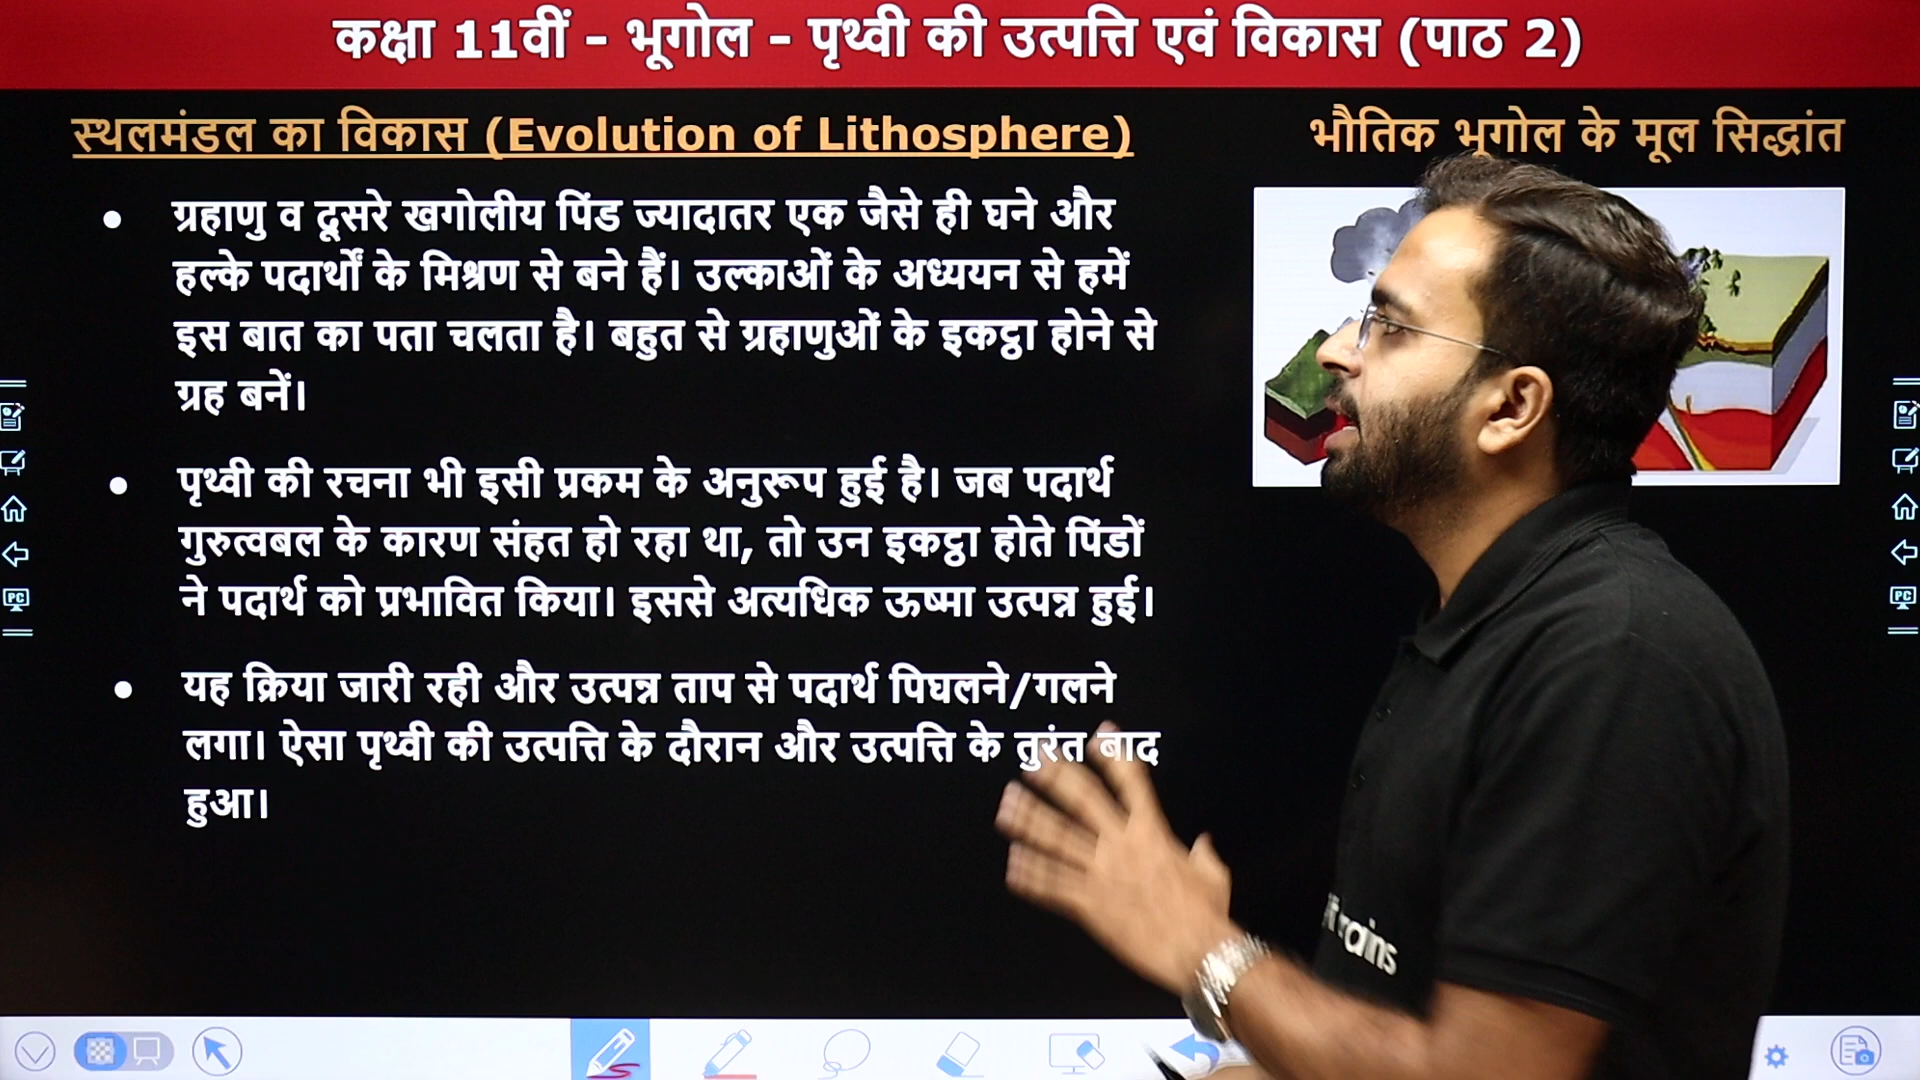 कक्षा 11वीं - भूगोल - पृथ्वी की उत्पत्ति एवं विकास (पाठ 2)
स्थलमंडल का विकास (Evolution of Lithosphere)
भौतिक भूगोल के मूल सिद्धांत
• ग्रहाणु व दूसरे खगोलीय पिंड ज्यादातर एक जैसे ही घने और
हल्के पदार्थों के मिश्रण से बने हैं। उल्काओं के अध्ययन से हमें
इस बात का पता चलता है। बहुत से ग्रहाणुओं के इकट्ठा होने से
ग्रह बनें।
• पृथ्वी की रचना भी इसी प्रकम के अनुरूप हुई है। जब पदार्थ
गुरुत्वबल के कारण संहत हो रहा था, तो उन इकट्ठा होते पिंडों
ने पदार्थ को प्रभावित किया। इससे अत्यधिक ऊष्मा उत्पन्न हुई।
• यह क्रिया जारी रही और उत्पन्न ताप से पदार्थ पिघलने/गलने
लगा। ऐसा पृथ्वी की उत्पत्ति के दौरान और उत्पत्ति के तुरंत बाद
हुआ।
PC
PC